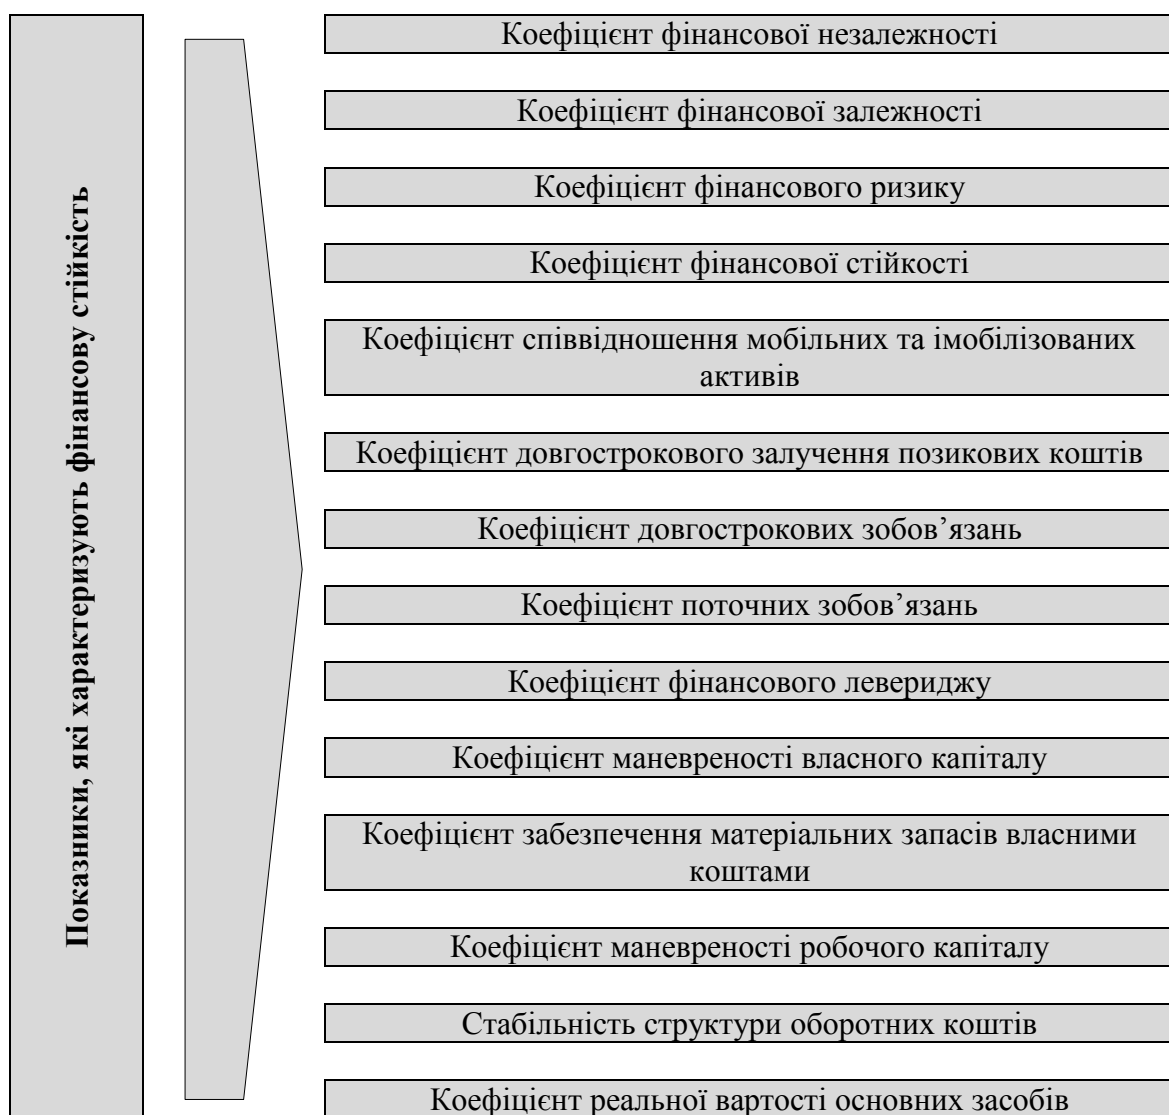 Показники, які характеризують фінансову стійкість
Коефіцієнт фінансової незалежності
Коефіцієнт фінансової залежності
Коефіцієнт фінансового ризику
Коефіцієнт фінансової стійкості
Коефіцієнт співвідношення мобільних та імобілізованих
активів
Коефіцієнт довгострокового залучення позикових коштів
Коефіцієнт довгострокових зобов’язань
Коефіцієнт поточних зобов’язань
Коефіцієнт фінансового левериджу
Коефіцієнт маневреності власного капіталу
Коефіцієнт забезпечення матеріальних запасів власними
коштами
Коефіцієнт маневреності робочого капіталу
Стабільність структури оборотних коштів
Коефіцієнт реальної вартості основних засобів